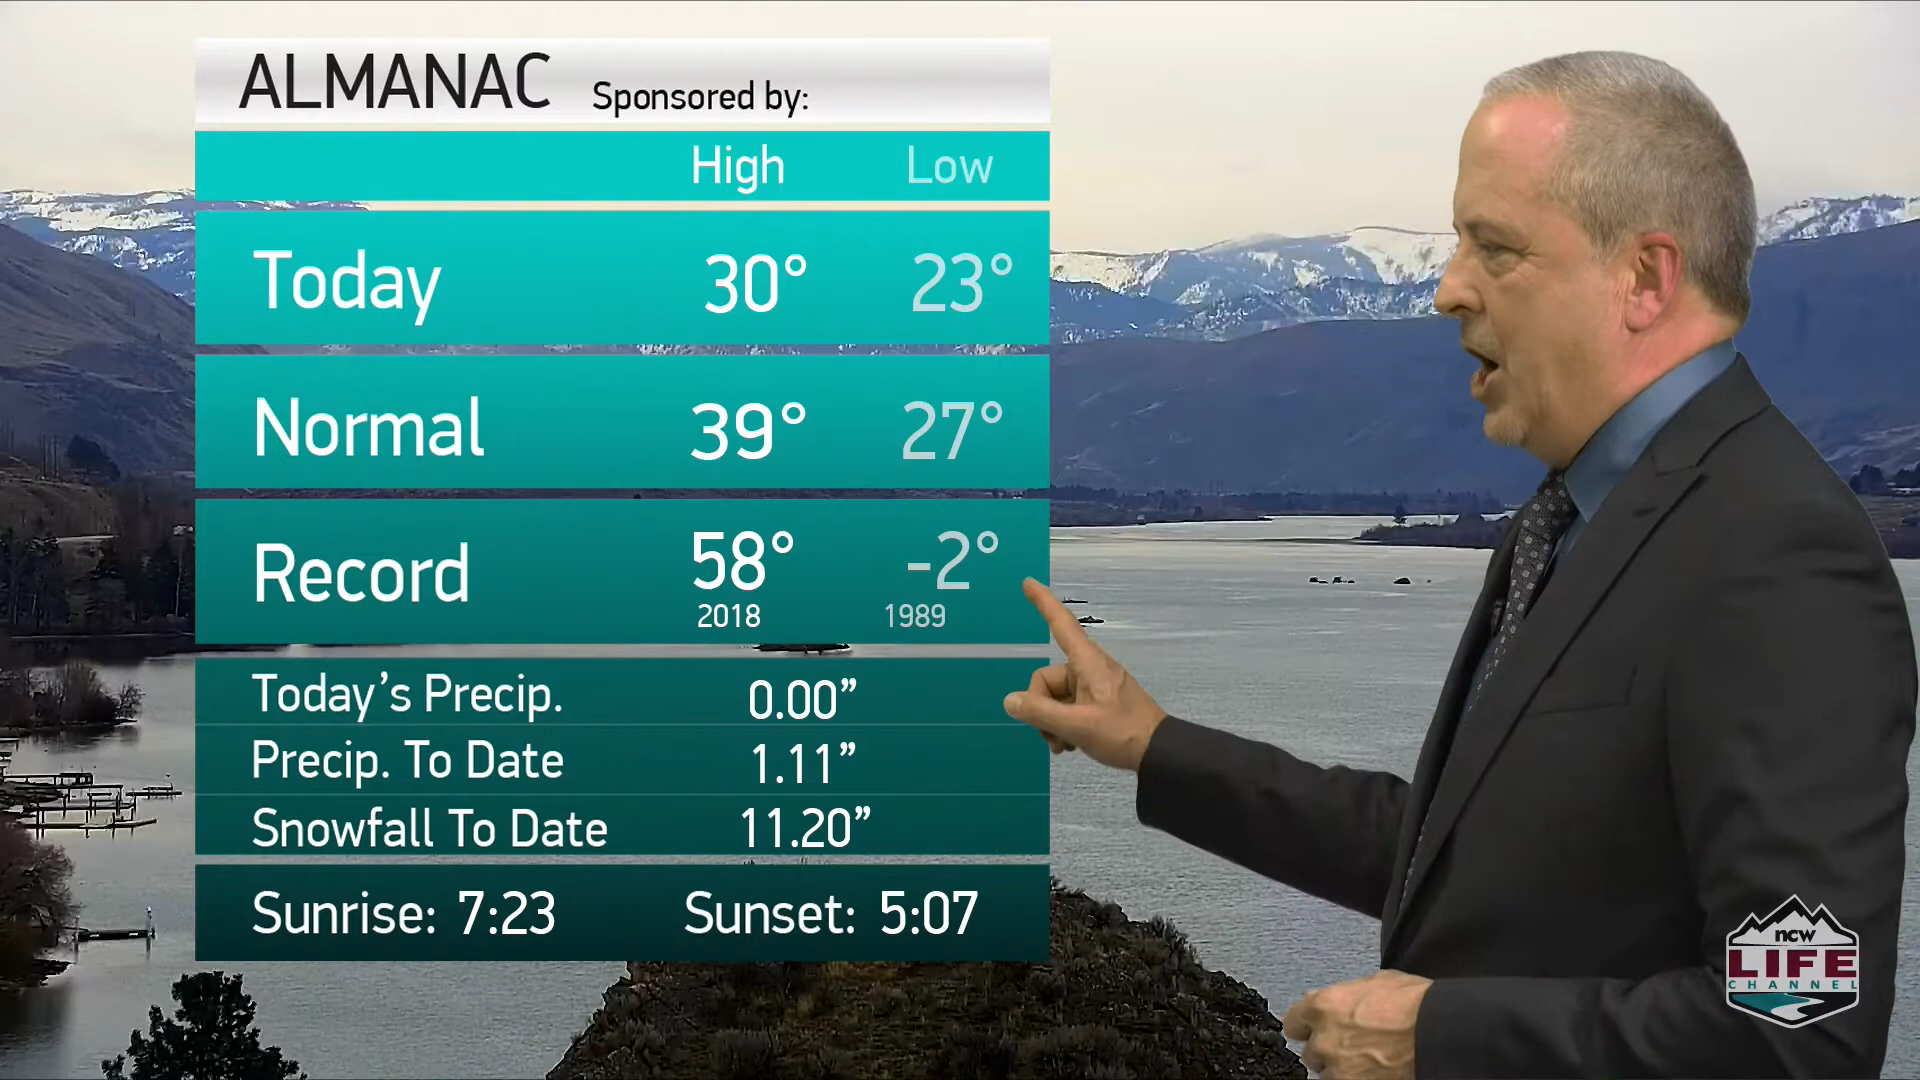 ALMANAC Sponsored by:
High Low
Today 30° 23°
Normal 39° 27°
Record 58° -2°
2018 1989
Today’s Precip. 0.00”
Precip. To Date 1.11”
Snowfall To Date 11.20”
Sunrise: 7:23 Sunset: 5:07
ncw
LIFE
CHANNEL